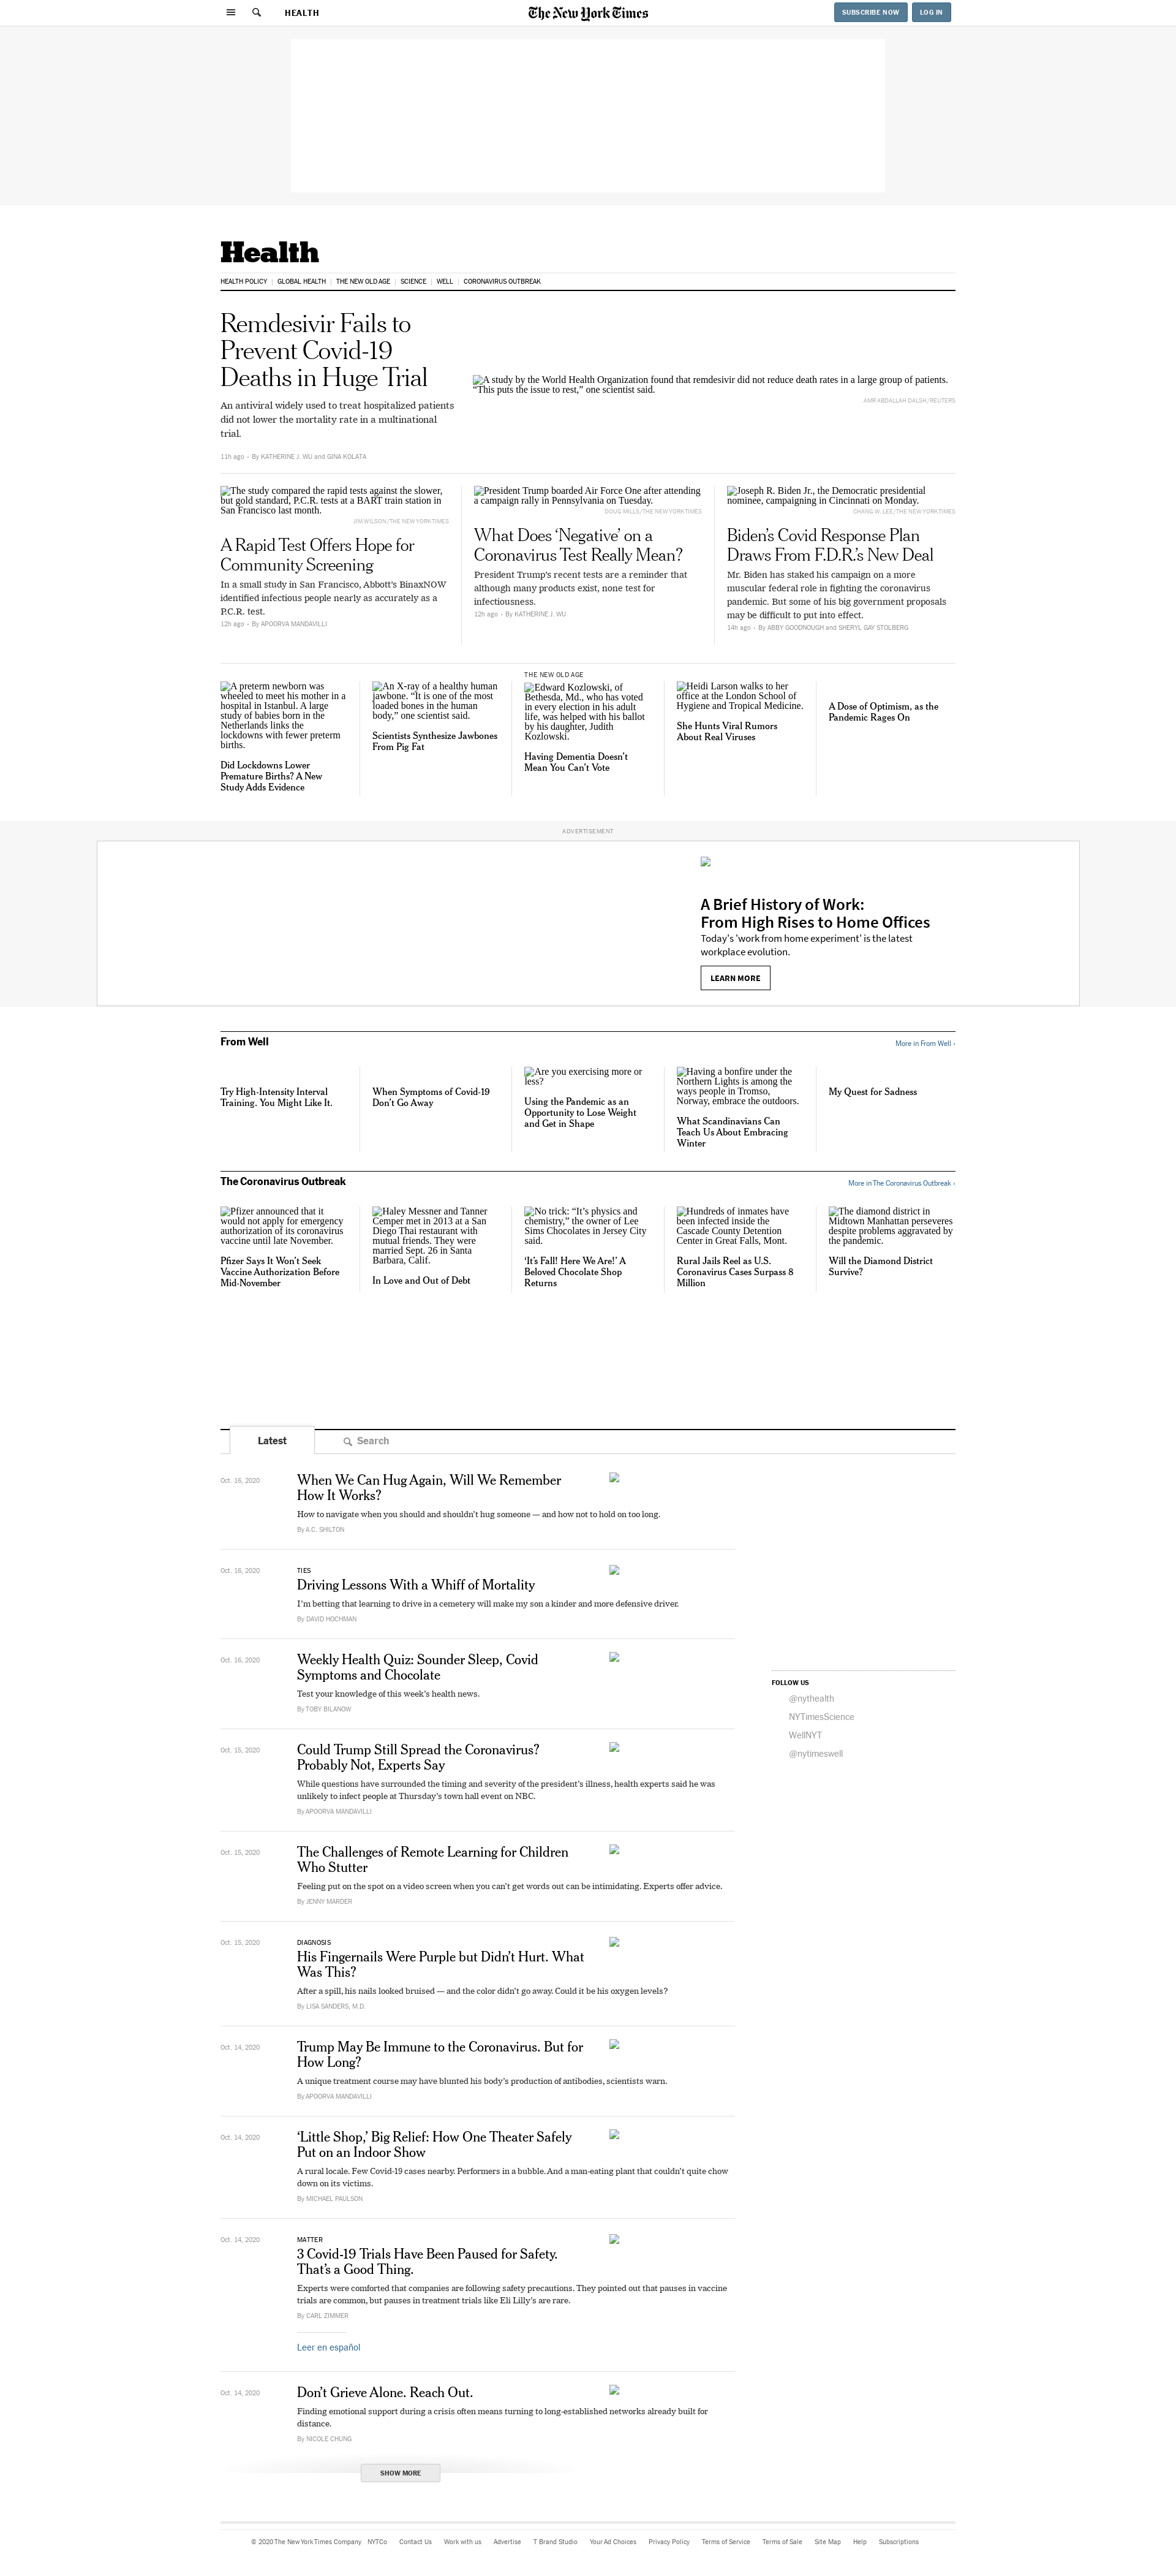 HEALTH
The New York Times
SUBSCRIBE NOW
LOG IN
Health
HEALTH POLICY
GLOBAL HEALTH
THE NEW OLD AGE
SCIENCE
WELL
CORONAVIRUS OUTBREAK
Remdesivir Fails to
Prevent Covid-19
Deaths in Huge Trial
An antiviral widely used to treat hospitalized patients
did not lower the mortality rate in a multinational
trial.
11h ago • By KATHERINE J. WU and GINA KOLATA
A study by the World Health Organization found that remdesivir did not reduce death rates in a large group of patients.
“This puts the issue to rest,” one scientist said.
AMR ABDALLAH DALSH/REUTERS
The study compared the rapid tests against the slower,
but gold standard, P.C.R. tests at a BART train station in
San Francisco last month.
JIM WILSON/THE NEW YORK TIMES
A Rapid Test Offers Hope for
Community Screening
In a small study in San Francisco, Abbott’s BinaxNOW
identified infectious people nearly as accurately as a
P.C.R. test.
12h ago • By APOORVA MANDAVILLI
President Trump boarded Air Force One after attending
a campaign rally in Pennsylvania on Tuesday.
DOUG MILLS/THE NEW YORK TIMES
What Does ‘Negative’ on a
Coronavirus Test Really Mean?
President Trump’s recent tests are a reminder that
although many products exist, none test for
infectiousness.
12h ago • By KATHERINE J. WU
Joseph R. Biden Jr., the Democratic presidential
nominee, campaigning in Cincinnati on Monday.
CHANG W. LEE/THE NEW YORK TIMES
Biden’s Covid Response Plan
Draws From F.D.R.’s New Deal
Mr. Biden has staked his campaign on a more
muscular federal role in fighting the coronavirus
pandemic. But some of his big government proposals
may be difficult to put into effect.
14h ago • By ABBY GOODNOUGH and SHERYL GAY STOLBERG
A preterm newborn was
wheeled to meet his mother in a
hospital in Istanbul. A large
study of babies born in the
Netherlands links the
lockdowns with fewer preterm
births.
Did Lockdowns Lower
Premature Births? A New
Study Adds Evidence
An X-ray of a healthy human
jawbone. “It is one of the most
loaded bones in the human
body,” one scientist said.
Scientists Synthesize Jawbones
From Pig Fat
THE NEW OLD AGE
Edward Kozlowski, of
Bethesda, Md., who has voted
in every election in his adult
life, was helped with his ballot
by his daughter, Judith
Kozlowski.
Having Dementia Doesn’t
Mean You Can’t Vote
Heidi Larson walks to her
office at the London School of
Hygiene and Tropical Medicine.
She Hunts Viral Rumors
About Real Viruses
A Dose of Optimism, as the
Pandemic Rages On
ADVERTISEMENT
A Brief History of Work:
From High Rises to Home Offices
Today's 'work from home experiment' is the latest
workplace evolution.
LEARN MORE
From Well
More in From Well ›
Try High-Intensity Interval
Training. You Might Like It.
When Symptoms of Covid-19
Don’t Go Away
Are you exercising more or
less?
Using the Pandemic as an
Opportunity to Lose Weight
and Get in Shape
Having a bonfire under the
Northern Lights is among the
ways people in Tromso,
Norway, embrace the outdoors.
What Scandinavians Can
Teach Us About Embracing
Winter
My Quest for Sadness
The Coronavirus Outbreak
More in The Coronavirus Outbreak ›
Pfizer announced that it
would not apply for emergency
authorization of its coronavirus
vaccine until late November.
Pfizer Says It Won’t Seek
Vaccine Authorization Before
Mid-November
Haley Messner and Tanner
Cemper met in 2013 at a San
Diego Thai restaurant with
mutual friends. They were
married Sept. 26 in Santa
Barbara, Calif.
In Love and Out of Debt
No trick: “It’s physics and
chemistry,” the owner of Lee
Sims Chocolates in Jersey City
said.
‘It’s Fall! Here We Are!’ A
Beloved Chocolate Shop
Returns
Hundreds of inmates have
been infected inside the
Cascade County Detention
Center in Great Falls, Mont.
Rural Jails Reel as U.S.
Coronavirus Cases Surpass 8
Million
The diamond district in
Midtown Manhattan perseveres
despite problems aggravated by
the pandemic.
Will the Diamond District
Survive?
Latest
Search
Oct. 16, 2020
When We Can Hug Again, Will We Remember
How It Works?
How to navigate when you should and shouldn’t hug someone — and how not to hold on too long.
By A.C. SHILTON
Oct. 16, 2020
TIES
Driving Lessons With a Whiff of Mortality
I’m betting that learning to drive in a cemetery will make my son a kinder and more defensive driver.
By DAVID HOCHMAN
Oct. 16, 2020
Weekly Health Quiz: Sounder Sleep, Covid
Symptoms and Chocolate
Test your knowledge of this week’s health news.
By TOBY BILANOW
FOLLOW US
@nythealth
NYTimesScience
WellNYT
@nytimeswell
Oct. 15, 2020
Could Trump Still Spread the Coronavirus?
Probably Not, Experts Say
While questions have surrounded the timing and severity of the president’s illness, health experts said he was
unlikely to infect people at Thursday’s town hall event on NBC.
By APOORVA MANDAVILLI
Oct. 15, 2020
The Challenges of Remote Learning for Children
Who Stutter
Feeling put on the spot on a video screen when you can’t get words out can be intimidating. Experts offer advice.
By JENNY MARDER
Oct. 15, 2020
DIAGNOSIS
His Fingernails Were Purple but Didn’t Hurt. What
Was This?
After a spill, his nails looked bruised — and the color didn’t go away. Could it be his oxygen levels?
By LISA SANDERS, M.D.
Oct. 14, 2020
Trump May Be Immune to the Coronavirus. But for
How Long?
A unique treatment course may have blunted his body’s production of antibodies, scientists warn.
By APOORVA MANDAVILLI
Oct. 14, 2020
‘Little Shop,’ Big Relief: How One Theater Safely
Put on an Indoor Show
A rural locale. Few Covid-19 cases nearby. Performers in a bubble. And a man-eating plant that couldn’t quite chow
down on its victims.
By MICHAEL PAULSON
Oct. 14, 2020
MATTER
3 Covid-19 Trials Have Been Paused for Safety.
That’s a Good Thing.
Experts were comforted that companies are following safety precautions. They pointed out that pauses in vaccine
trials are common, but pauses in treatment trials like Eli Lilly’s are rare.
By CARL ZIMMER
Leer en español
Oct. 14, 2020
Don’t Grieve Alone. Reach Out.
Finding emotional support during a crisis often means turning to long-established networks already built for
distance.
By NICOLE CHUNG
SHOW MORE
© 2020 The New York Times Company
NYTCo
Contact Us
Work with us
Advertise
T Brand Studio
Your Ad Choices
Privacy Policy
Terms of Service
Terms of Sale
Site Map
Help
Subscriptions